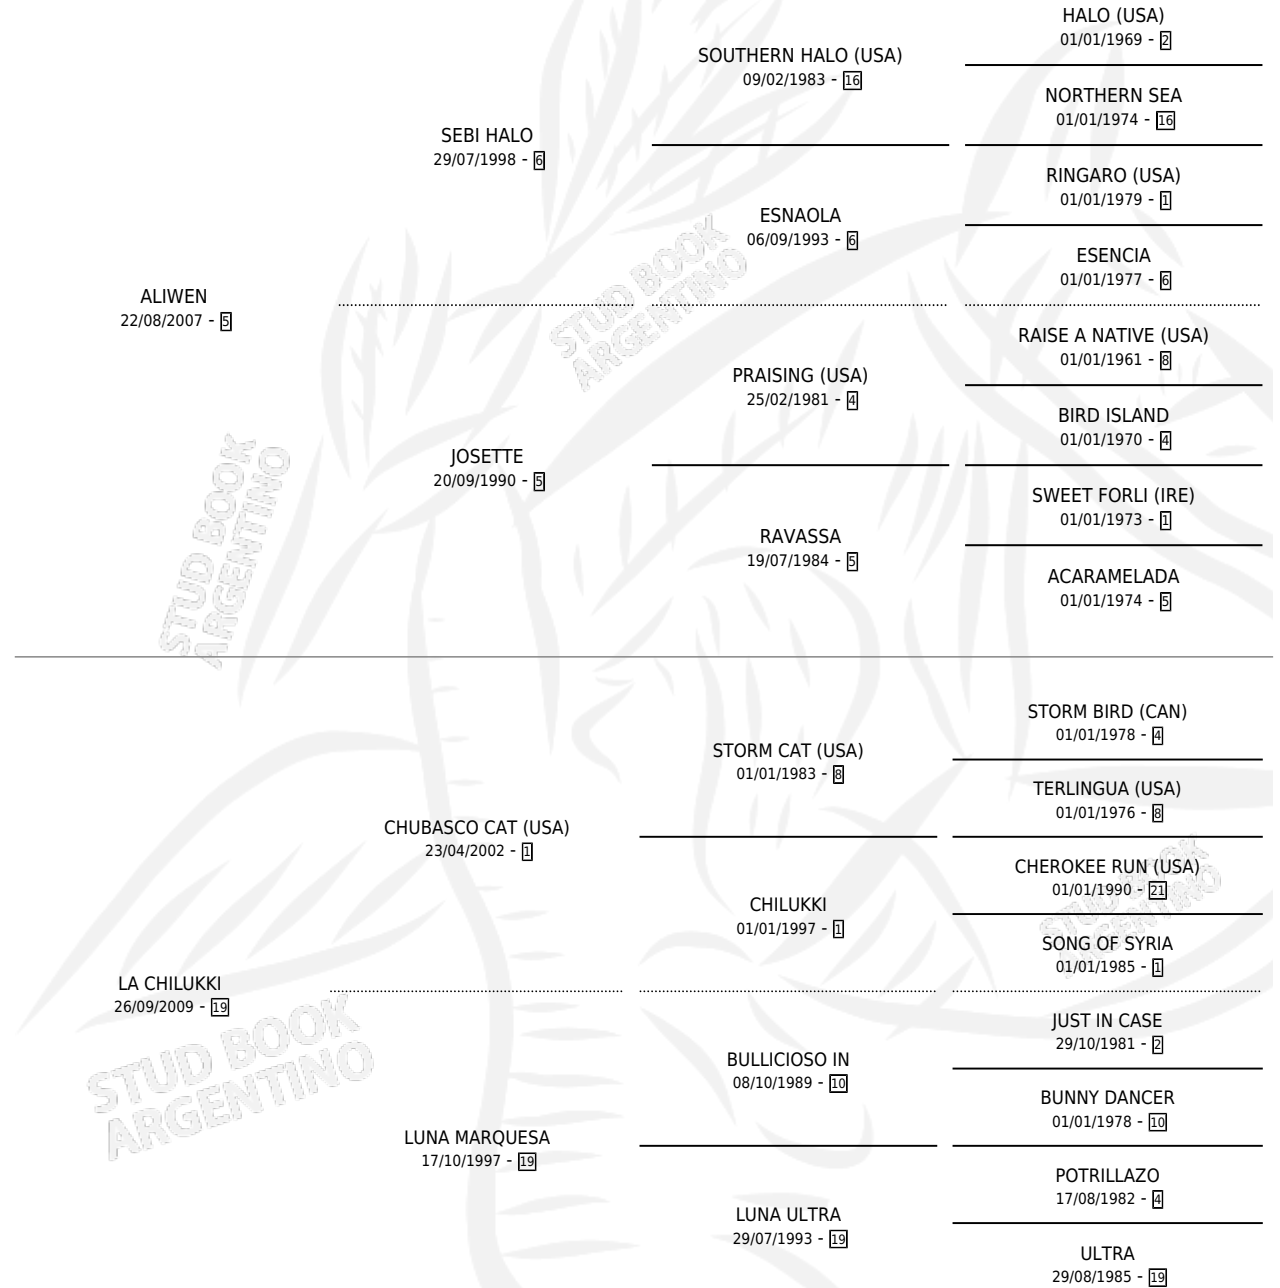 HALO (USA)
01/01/1969 - 2
SOUTHERN HALO (USA)
09/02/1983 - 16
NORTHERN SEA
01/01/1974 - 16
SEBI HALO
29/07/1998 - 6
RINGARO (USA)
01/01/1979 - 1
ESNAOLA
06/09/1993 - 6
ESENCIA
01/01/1977 - 6
ALIWEN
22/08/2007 - 5
RAISE A NATIVE (USA)
01/01/1961 - 8
PRAISING (USA)
25/02/1981 - 4
BIRD ISLAND
01/01/1970 - 4
JOSETTE
20/09/1990 - 5
SWEET FORLI (IRE)
01/01/1973 - 1
RAVASSA
19/07/1984 - 5
ACARAMELADA
01/01/1974 - 5
STUD BOOK
ARGENTINO
STUD BOOK
ARGENTINO
STORM BIRD (CAN)
01/01/1978 - 4
STORM CAT (USA)
01/01/1983 - 8
TERLINGUA (USA)
01/01/1976 - 8
CHUBASCO CAT (USA)
23/04/2002 - 1
CHEROKEE RUN (USA)
01/01/1990 - 21
CHILUKKI
01/01/1997 - 1
SONG OF SYRIA
01/01/1985 - 1
LA CHILUKKI
26/09/2009 - 19
JUST IN CASE
29/10/1981 - 2
BULLICIOSO IN
08/10/1989 - 10
BUNNY DANCER
01/01/1978 - 10
LUNA MARQUESA
17/10/1997 - 19
POTRILLAZO
17/08/1982 - 4
LUNA ULTRA
29/07/1993 - 19
ULTRA
29/08/1985 - 19
STUD BOOK
ARGENTINO
STUD BOOK
ARGENTINO